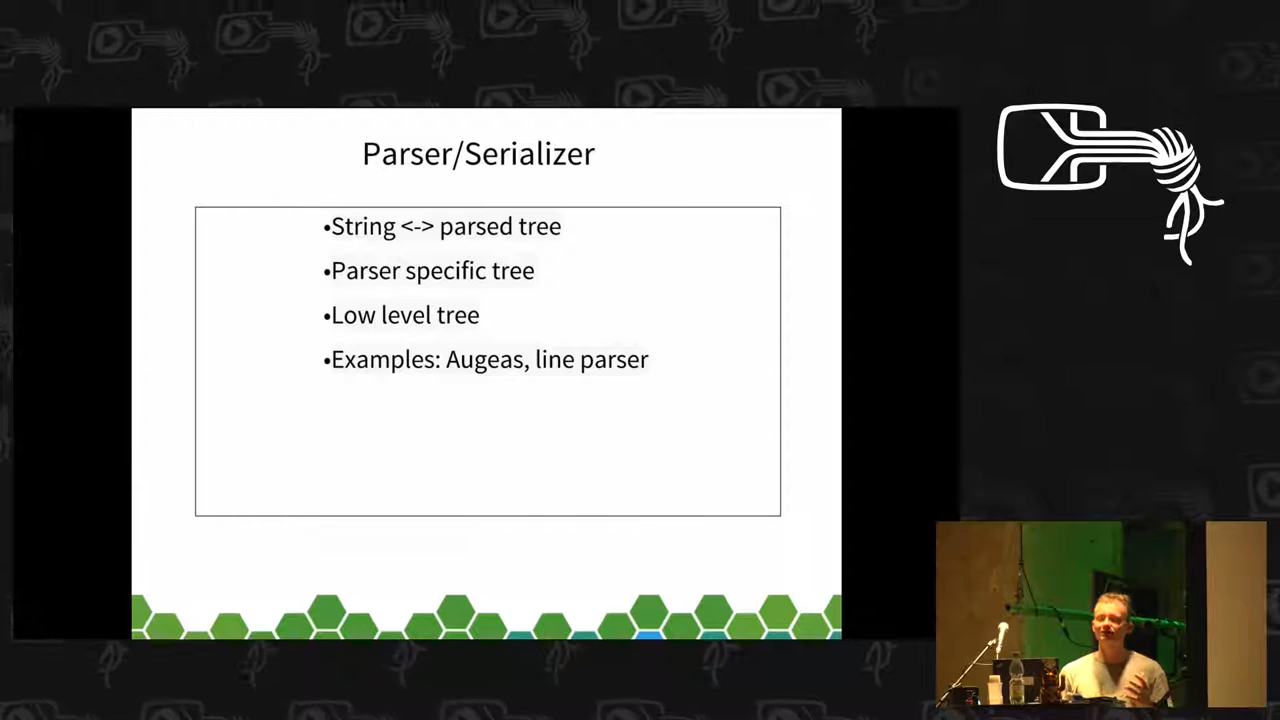 Parser/Serializer
•String <-> parsed tree
•Parser specific tree
•Low level tree
•Examples: Augeas, line parser